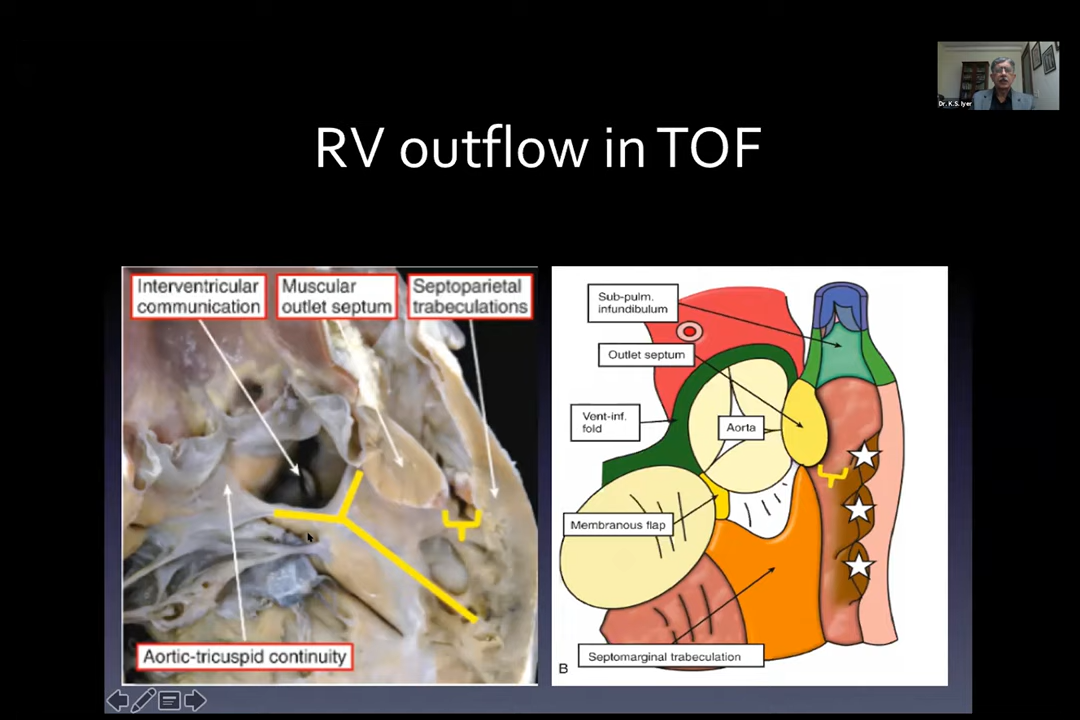 Dr. K.S. Iyer
RV outflow in TOF
Interventricular
communication
Muscular
outlet septum
Septoparietal
trabeculations
Aortic-tricuspid continuity
Sub-pulm.
infundibulum
Outlet septum
Vent-inf.
fold
Aorta
Membranous flap
Septomarginal trabeculation
B